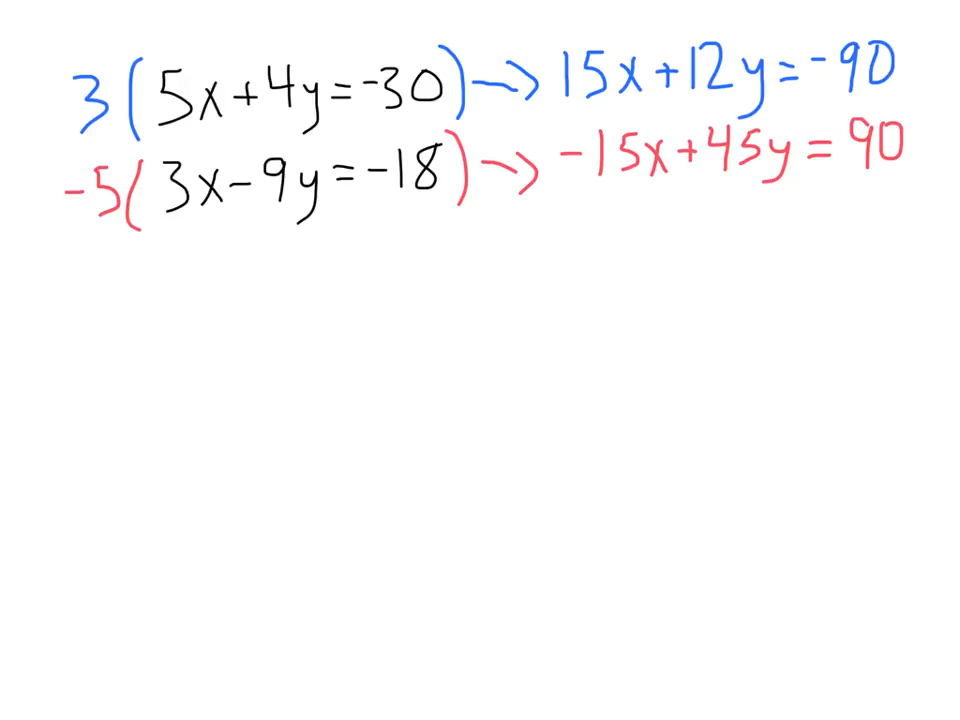 3(5x+4y=-30) → 15x+12y=-90
-5(3x-9y=-18) → -15x+45y=90